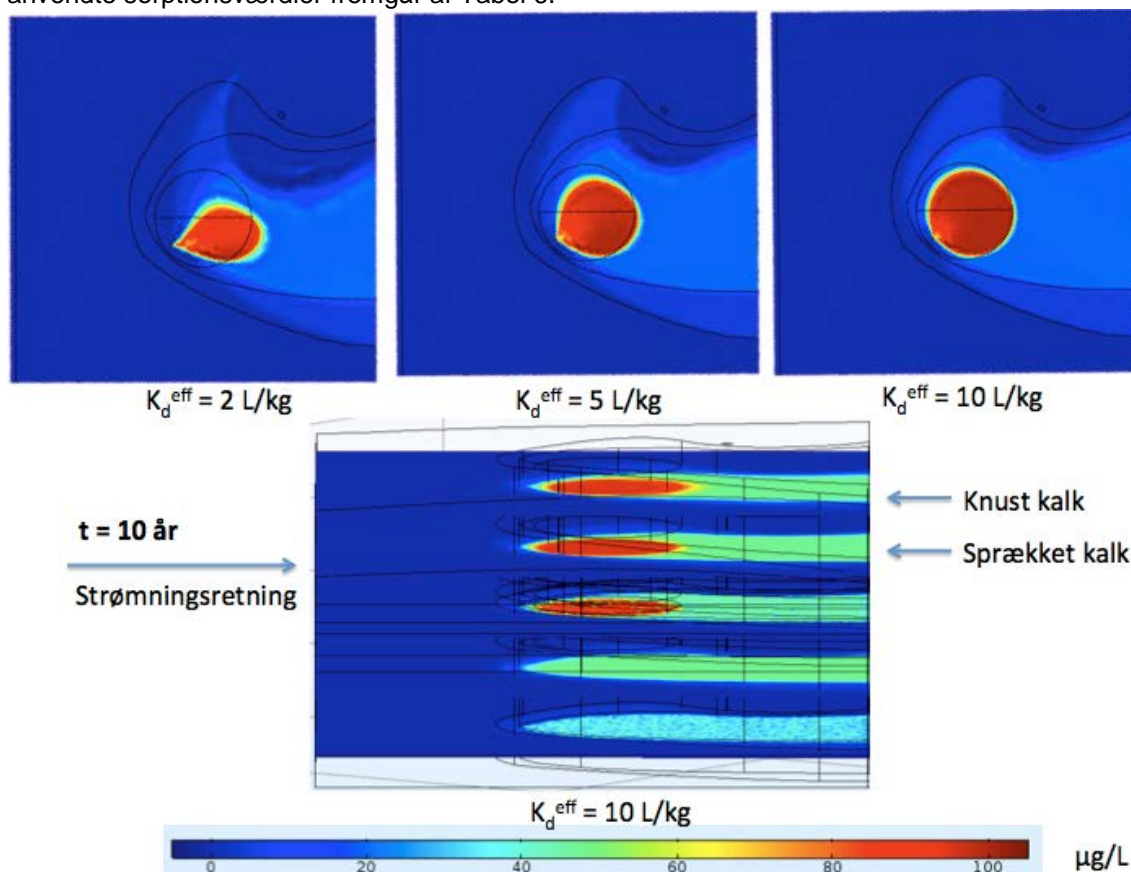 anvendte sorptionsværdier fremgår af Tabel 3.
K_d^eff = 2 L/kg
K_d^eff = 5 L/kg
K_d^eff = 10 L/kg
t = 10 år
Strømningsretning
Knust kalk
Sprækket kalk
K_d^eff = 10 L/kg
0 20 40 60 80 100 µg/L